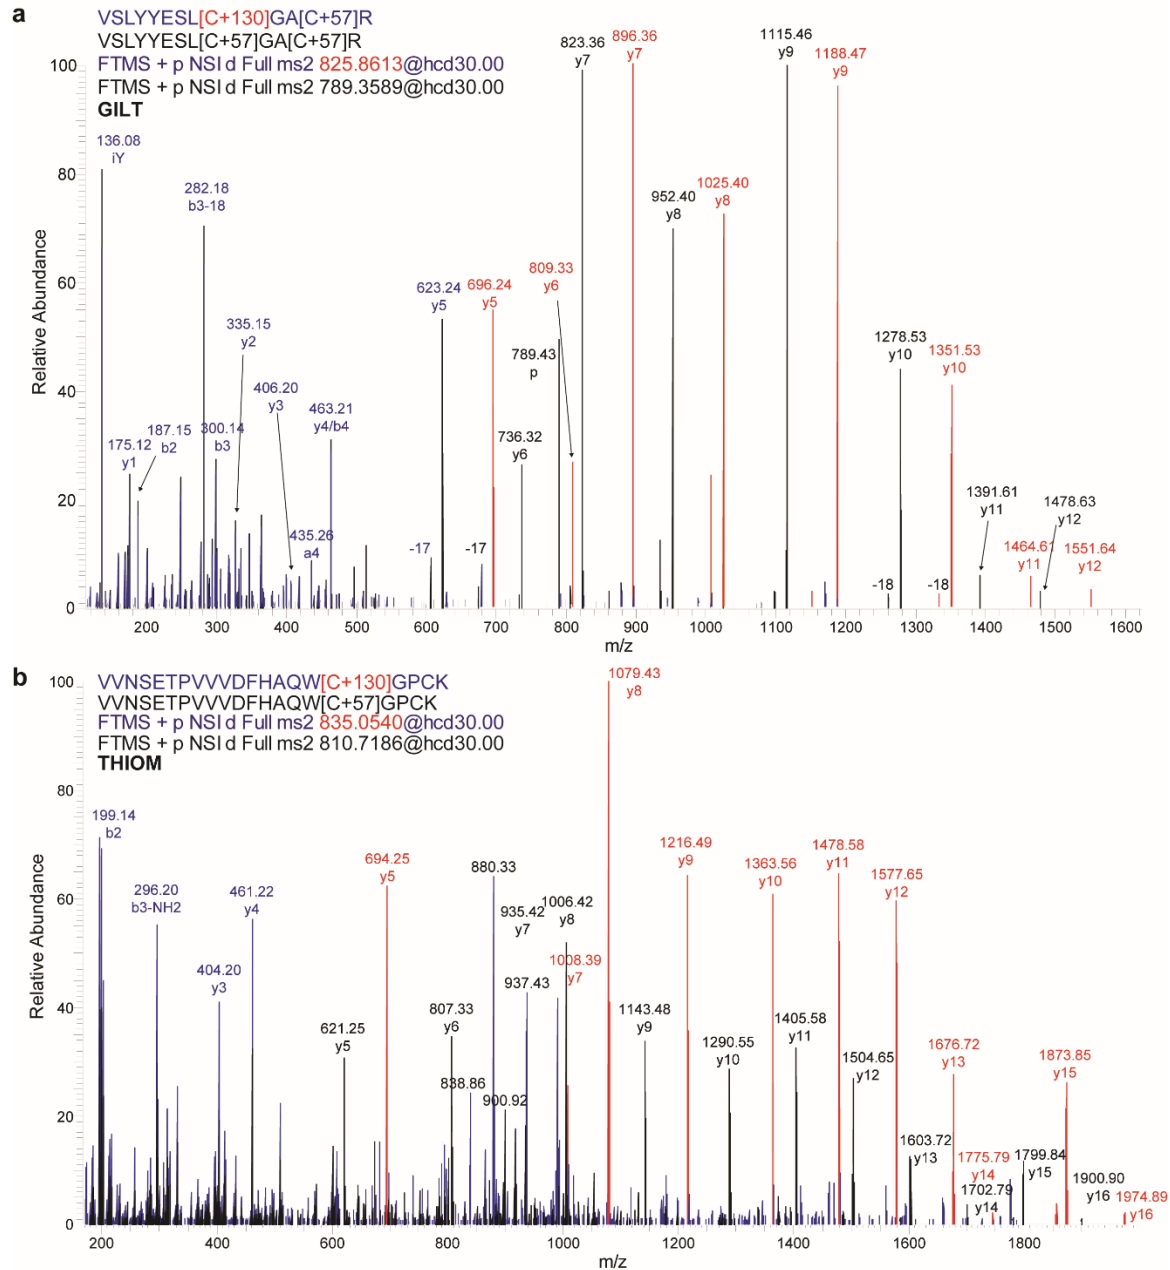 a
VSLYYESL[C+130]GA[C+57]R
VSLYYESL[C+57]GA[C+57]R
FTMS + p NSI d Full ms2 825.8613@hcd30.00
FTMS + p NSI d Full ms2 789.3589@hcd30.00
GILT
Relative Abundance
100
80
60
40
20
0
136.08
iY
175.12
y1
187.15
b2
282.18
b3-18
300.14
b3
335.15
y2
406.20
y3
435.26
a4
463.21
y4/b4
-17
623.24
y5
-17
696.24
y5
736.32
y6
789.43
p
809.33
y6
823.36
y7
896.36
y7
952.40
y8
1025.40
y8
1115.46
y9
1188.47
y9
-18
1278.53
y10
-18
1351.53
y10
1391.61
y11
1464.61
y11
1478.63
y12
1551.64
y12
200 300 400 500 600 700 800 900 1000 1100 1200 1300 1400 1500 1600
m/z
b
VVNSETPVVVDFHAQW[C+130]GPCK
VVNSETPVVVDFHAQW[C+57]GPCK
FTMS + p NSI d Full ms2 835.0540@hcd30.00
FTMS + p NSI d Full ms2 810.7186@hcd30.00
THIOM
Relative Abundance
100
80
60
40
20
0
199.14
b2
296.20
b3-NH2
404.20
y3
461.22
y4
621.25
y5
694.25
y5
807.33
y6
838.86
880.33
900.92
935.42
y7
937.43
1006.42
y8
1008.39
y7
1079.43
y8
1143.48
y9
1216.49
y9
1290.55
y10
1363.56
y10
1405.58
y11
1478.58
y11
1504.65
y12
1577.65
y12
1603.72
y13
1676.72
y13
1702.79
y14
1775.79
y14
1799.84
y15
1873.85
y15
1900.90
y16
1974.89
y16
200 400 600 800 1000 1200 1400 1600 1800
m/z